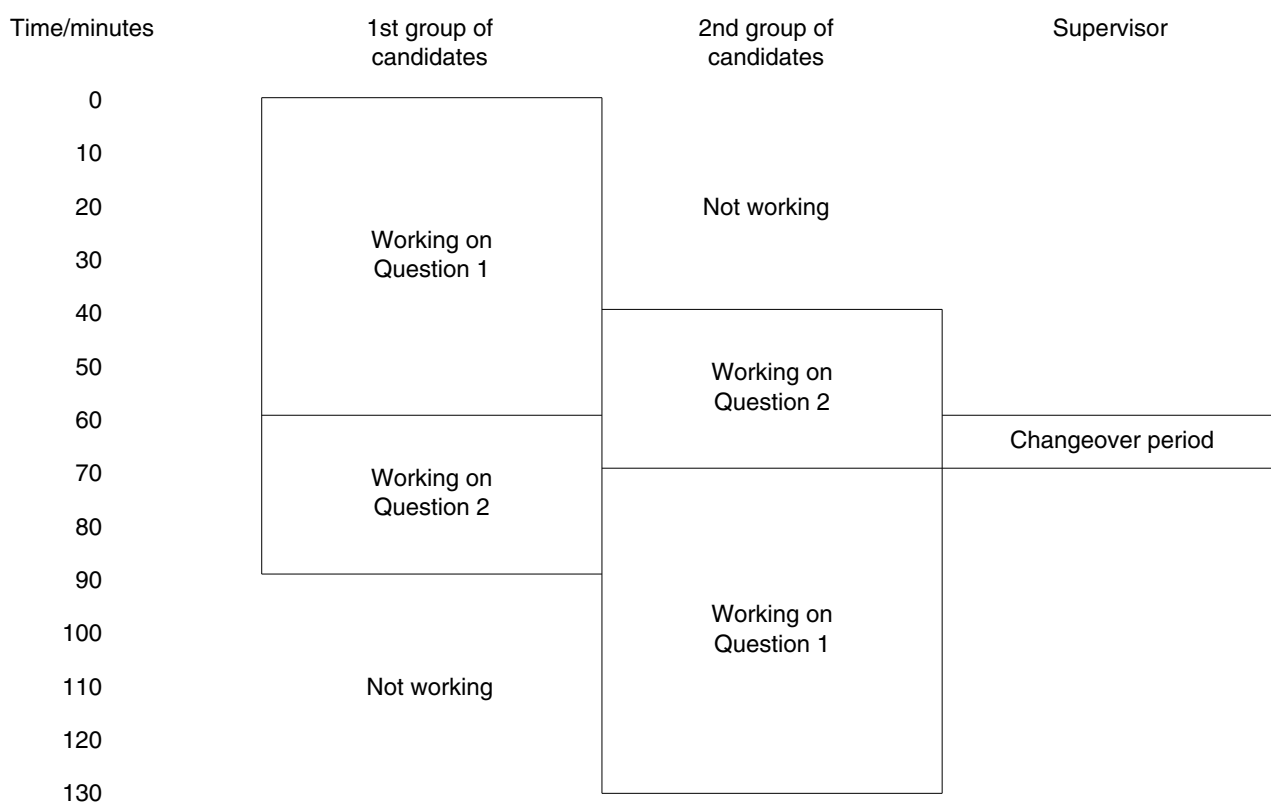 Time/minutes
1st group of
candidates
2nd group of
candidates
Supervisor
0
10
20
30
40
50
60
70
80
90
100
110
120
130
Working on
Question 1
Working on
Question 2
Not working
Not working
Working on
Question 2
Working on
Question 1
Changeover period